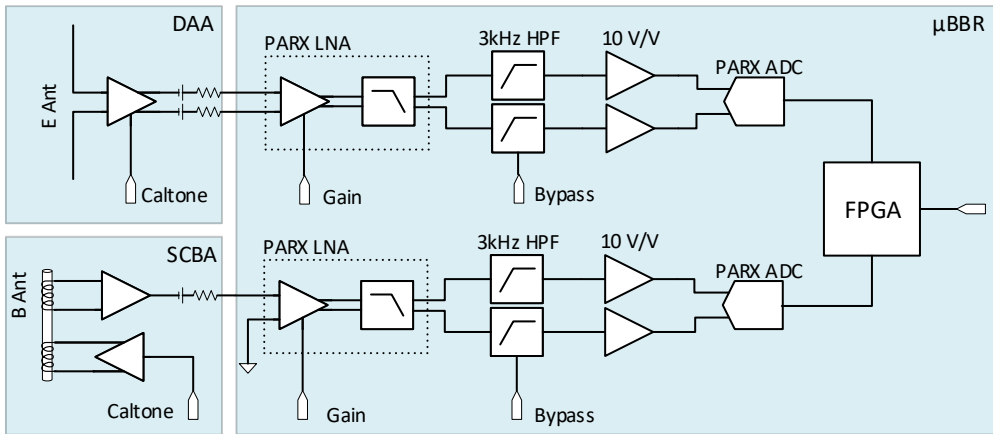 DAA
µBBR
PARX LNA
3kHz HPF
10 V/V
PARX ADC
E Ant
Caltone
Gain
Bypass
FPGA
SCBA
PARX LNA
3kHz HPF
10 V/V
PARX ADC
B Ant
Caltone
Gain
Bypass